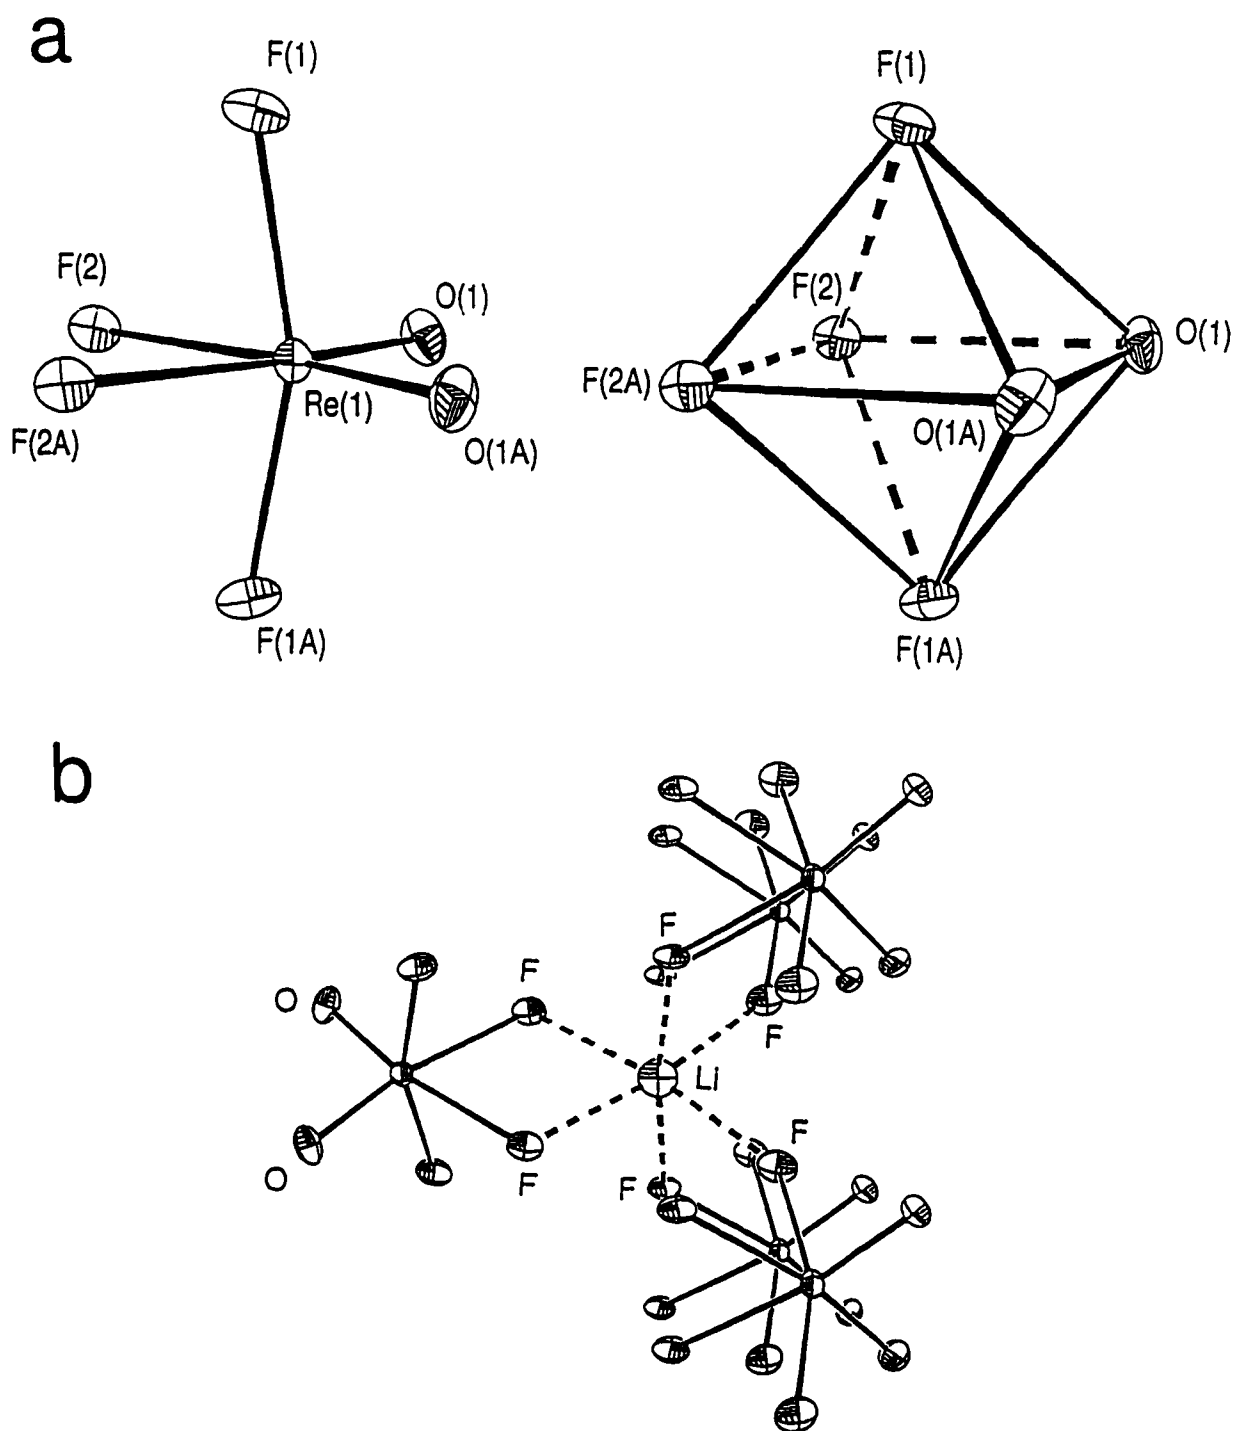 a
F(1)
F(2)
O(1)
Re(1)
F(2A)
O(1A)
F(1A)
F(1)
F(2)
O(1)
F(2A)
O(1A)
F(1A)
b
F
O
F
F
Li
F
O
F
F